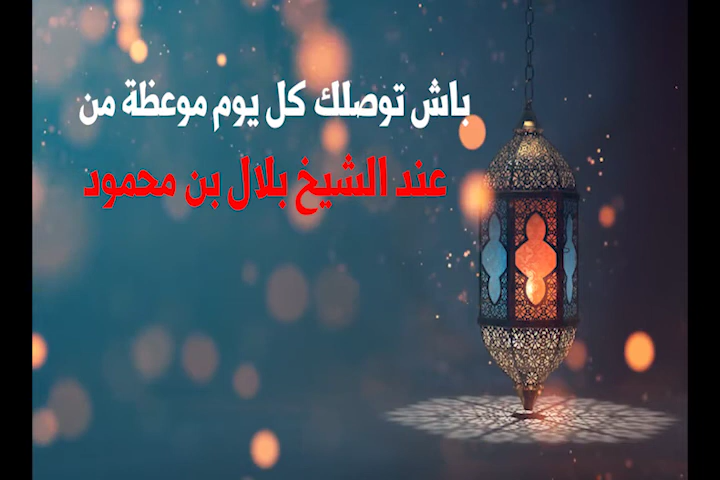 باش توصلك كل يوم موعظة من
عند الشيخ بلال بن محمود